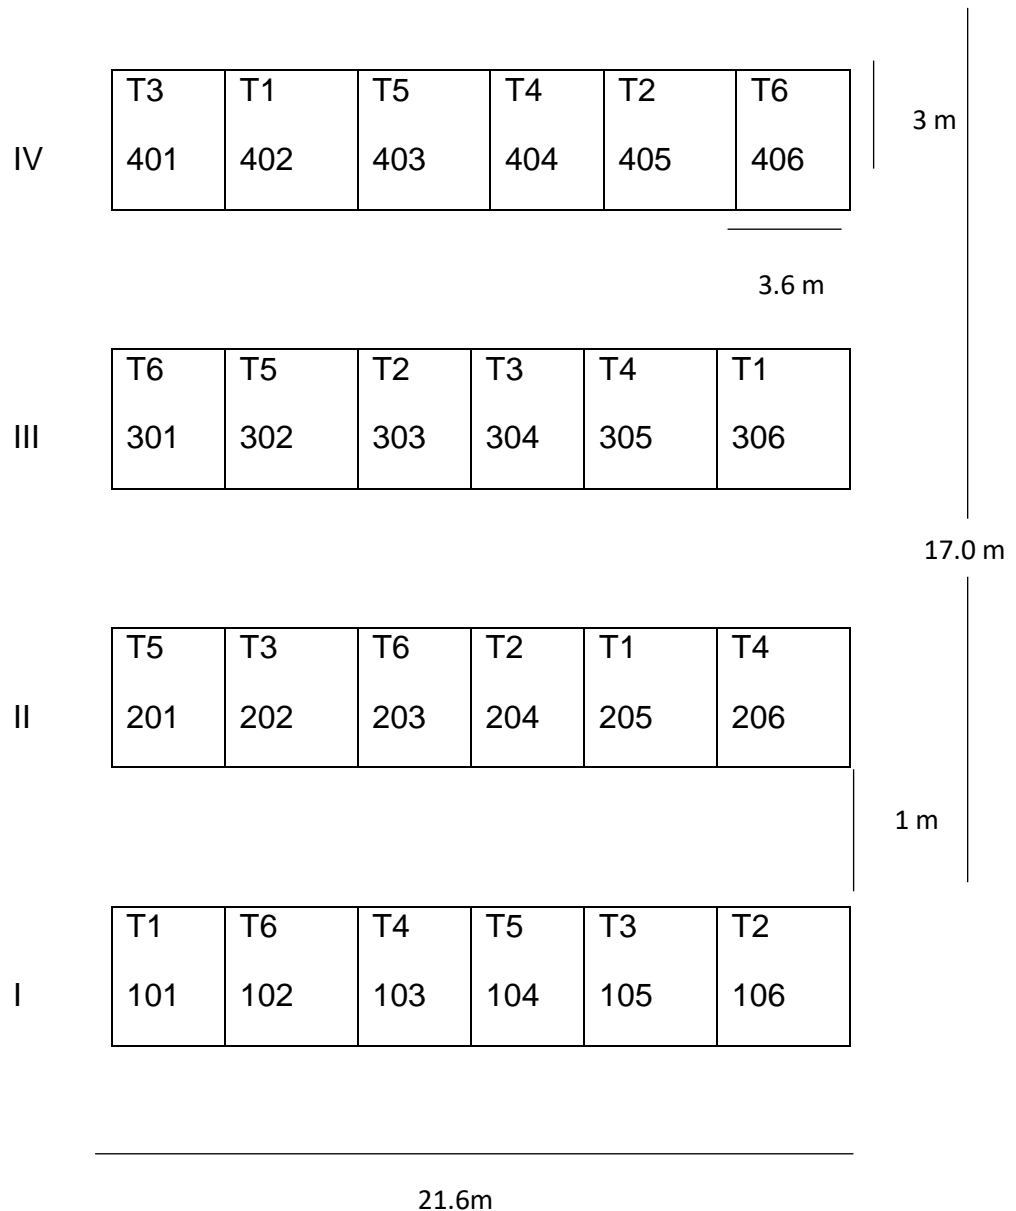 T3 T1 T5 T4 T2 T6
3 m
IV 401 402 403 404 405 406
3.6 m
T6 T5 T2 T3 T4 T1
III 301 302 303 304 305 306
17.0 m
T5 T3 T6 T2 T1 T4
II 201 202 203 204 205 206
1 m
T1 T6 T4 T5 T3 T2
I 101 102 103 104 105 106
21.6m